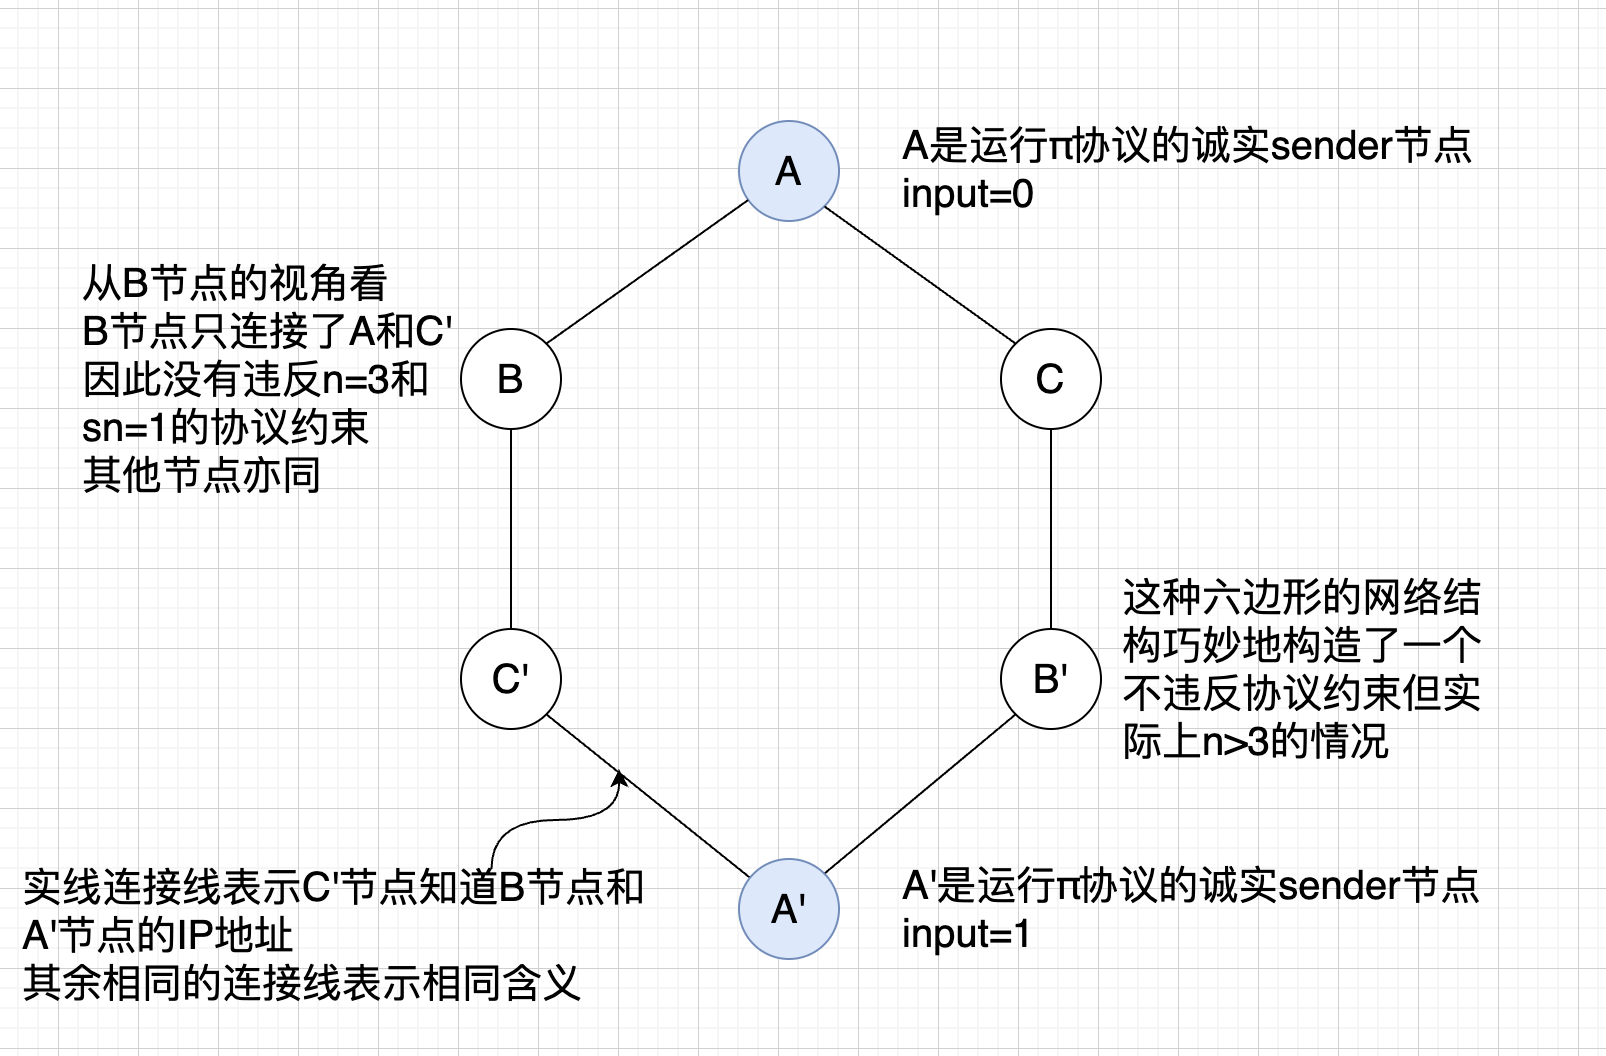 A
A是运行π协议的诚实sender节点
input=0
从B节点的视角看
B节点只连接了A和C'
因此没有违反n=3和
sn=1的协议约束
其他节点亦同
B
C
C'
B'
这种六边形的网络结
构巧妙地构造了一个
不违反协议约束但实
际上n>3的情况
实线连接线表示C'节点知道B节点和
A'节点的IP地址
其余相同的连接线表示相同含义
A'
A'是运行π协议的诚实sender节点
input=1